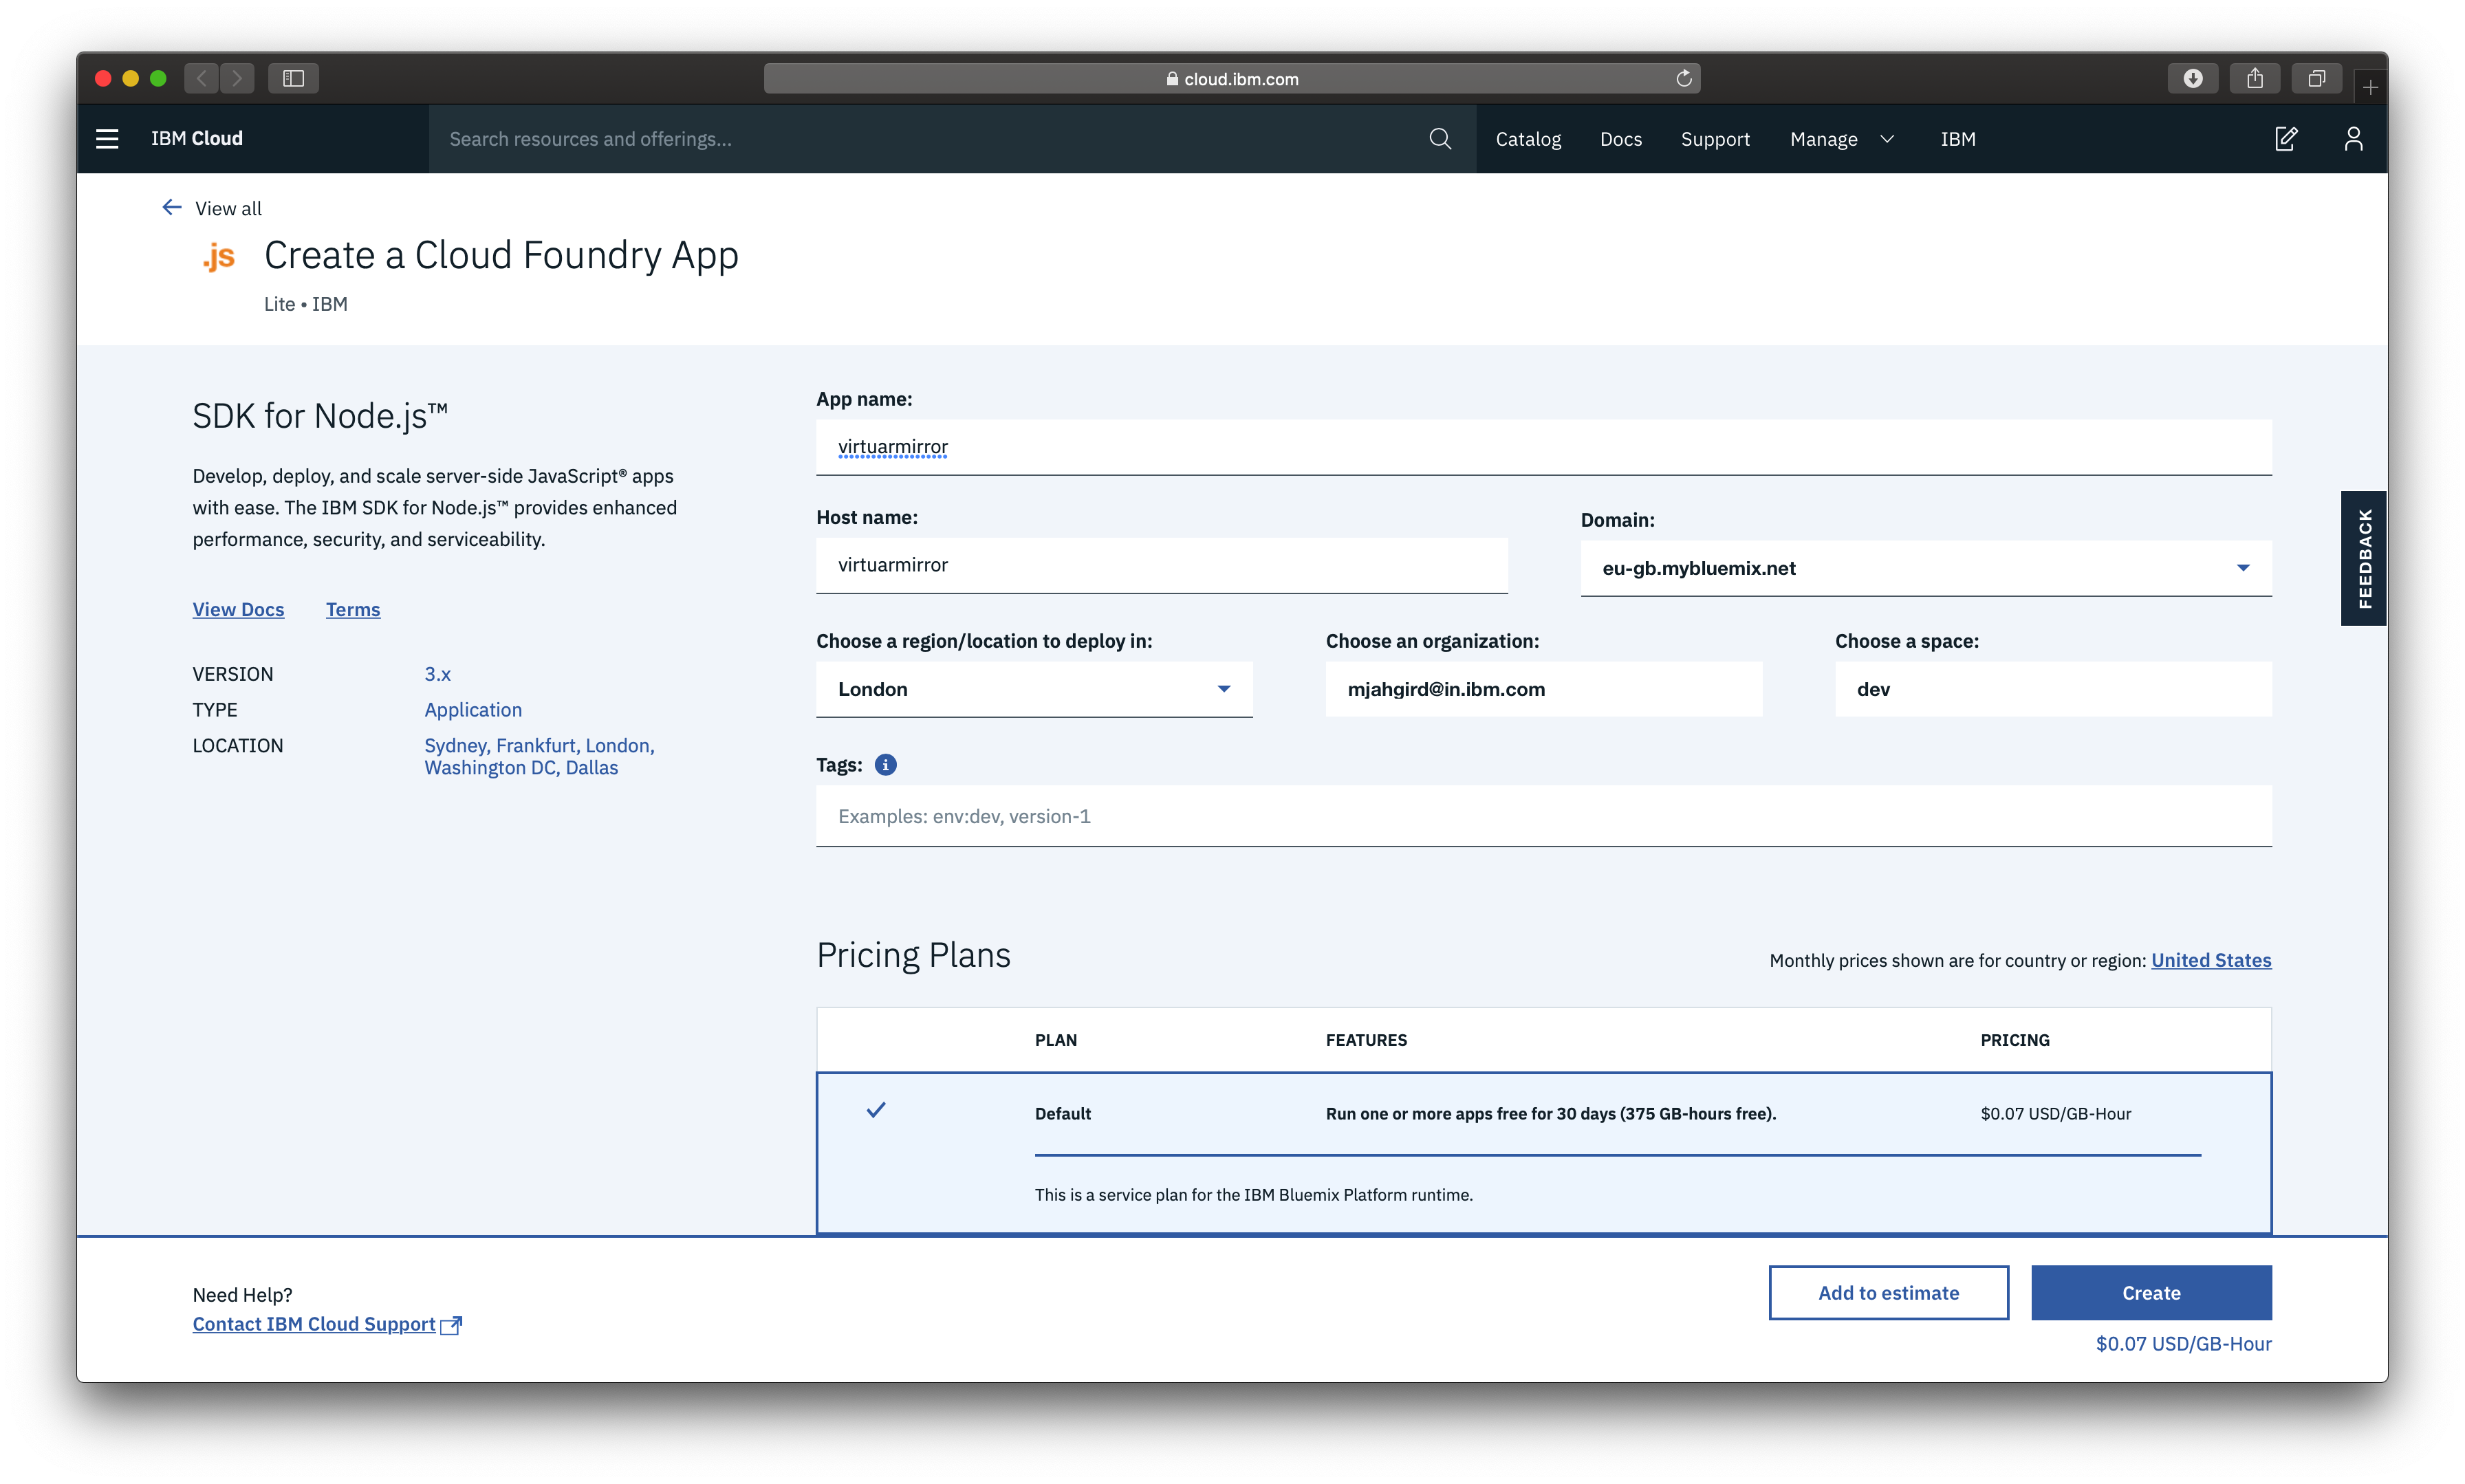 cloud.ibm.com
IBM Cloud
Search resources and offerings...
Catalog
Docs
Support
Manage
IBM
View all
.js
Create a Cloud Foundry App
Lite • IBM
SDK for Node.js™
Develop, deploy, and scale server-side JavaScript® apps
with ease. The IBM SDK for Node.js™ provides enhanced
performance, security, and serviceability.
View Docs
Terms
VERSION
3.x
TYPE
Application
LOCATION
Sydney, Frankfurt, London,
Washington DC, Dallas
App name:
virtuarmirror
Host name:
virtuarmirror
Domain:
eu-gb.mybluemix.net
Choose a region/location to deploy in:
London
Choose an organization:
mjahgird@in.ibm.com
Choose a space:
dev
Tags:
Examples: env:dev, version-1
FEEDBACK
Pricing Plans
Monthly prices shown are for country or region: United States
PLAN
FEATURES
PRICING
Default
Run one or more apps free for 30 days (375 GB-hours free).
$0.07 USD/GB-Hour
This is a service plan for the IBM Bluemix Platform runtime.
Need Help?
Contact IBM Cloud Support
Add to estimate
Create
$0.07 USD/GB-Hour